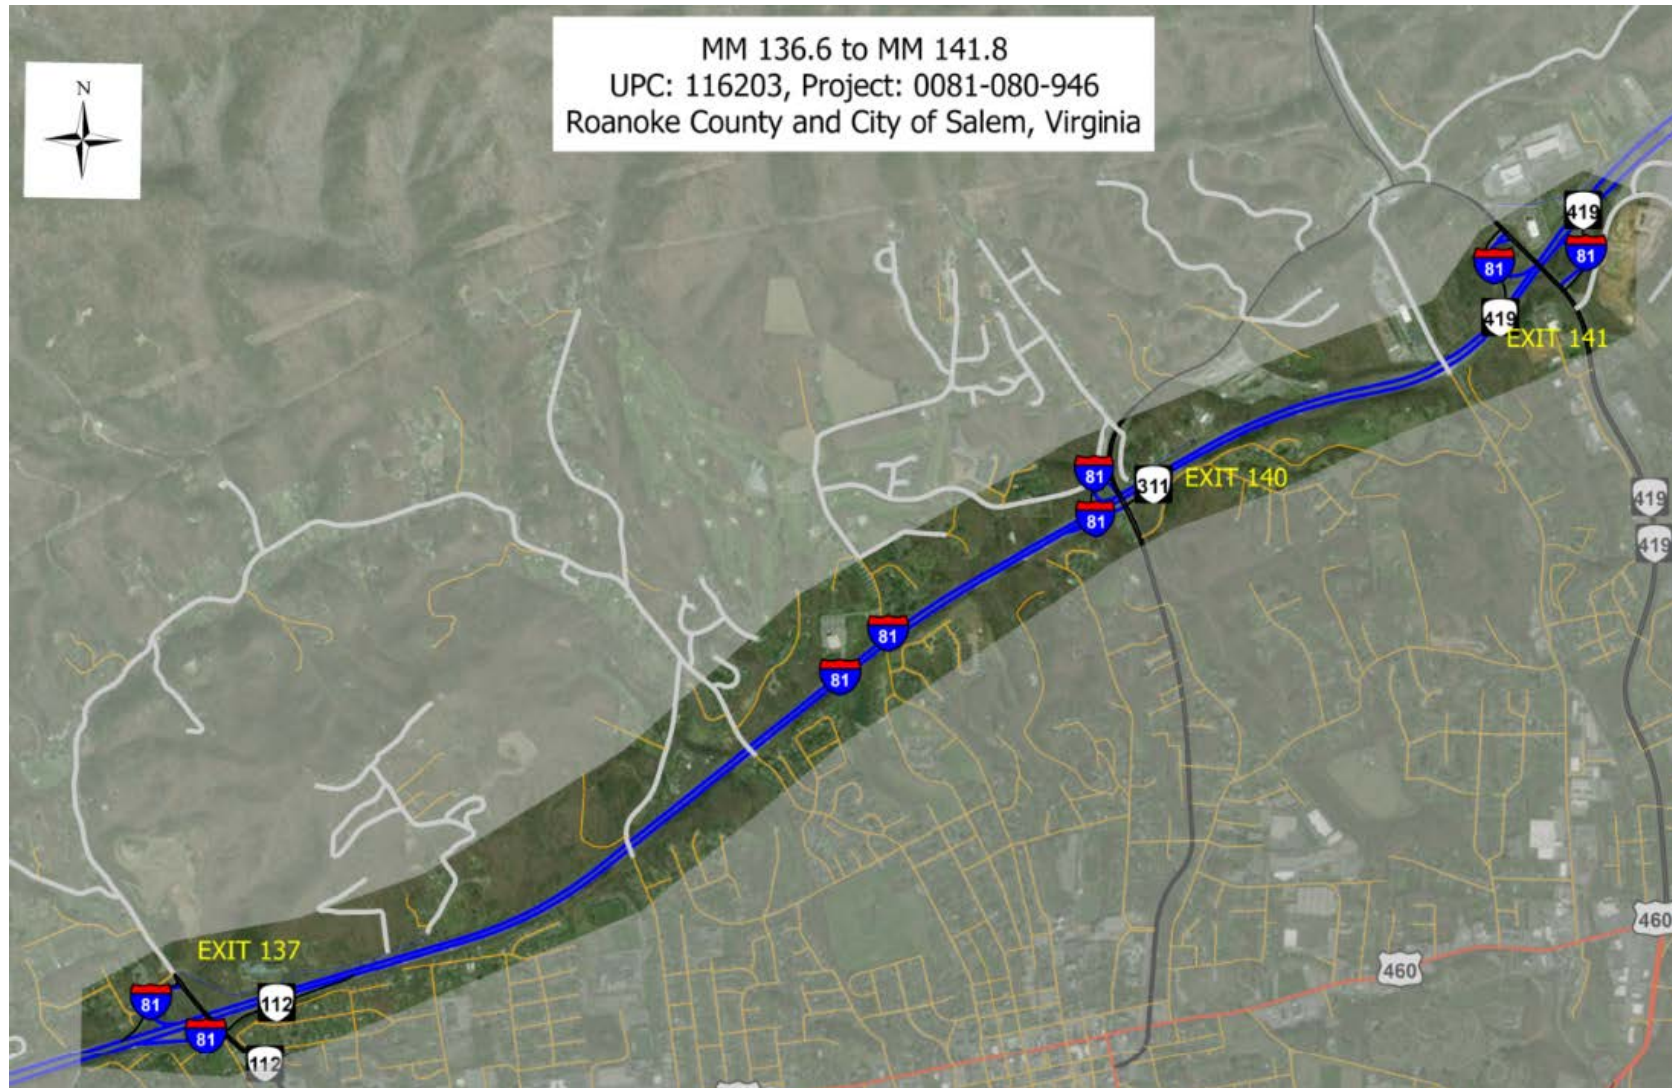 MM 136.6 to MM 141.8
UPC: 116203, Project: 0081-080-946
Roanoke County and City of Salem, Virginia
N
419
81
81
419
EXIT 141
81
311
EXIT 140
81
419
419
81
81
460
460
EXIT 137
81
112
81
112